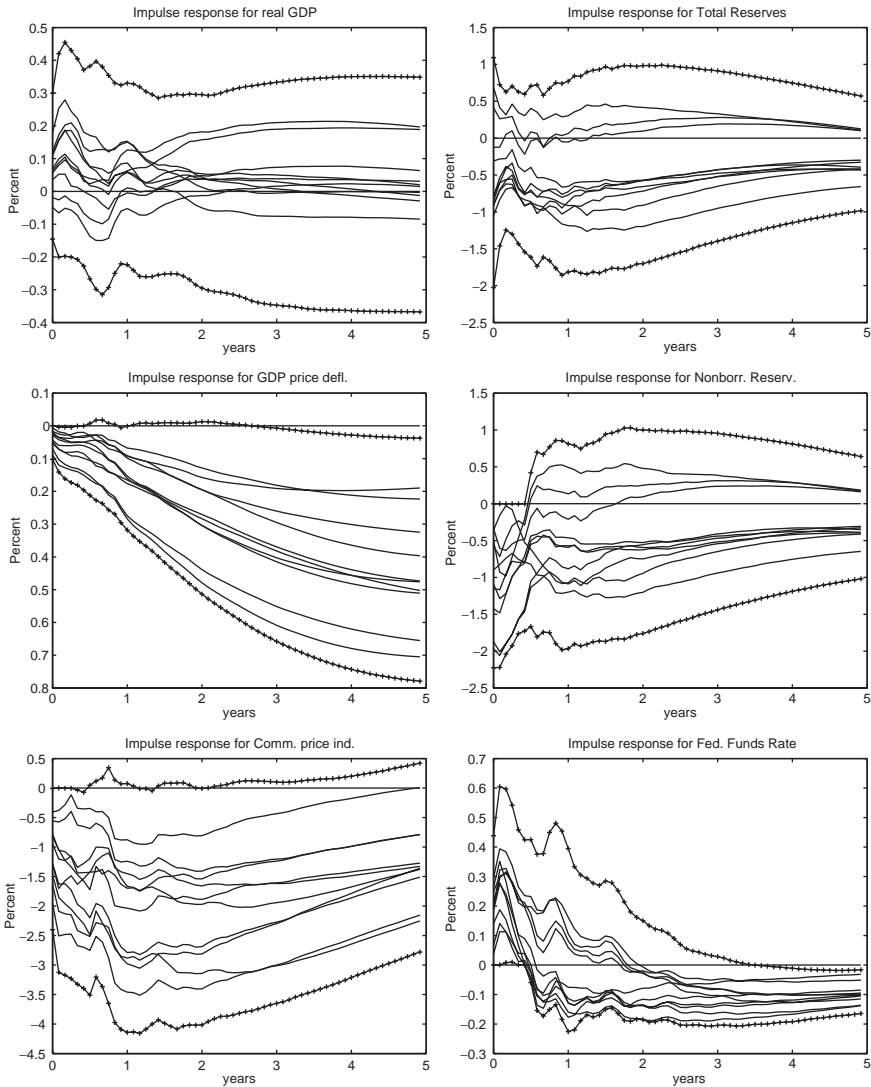 Impulse response for real GDP
Percent
0.5
0.4
0.3
0.2
0.1
0
−0.1
−0.2
−0.3
−0.4
0 1 2 3 4 5
years
Impulse response for Total Reserves
Percent
1.5
1
0.5
0
−0.5
−1
−1.5
−2
−2.5
0 1 2 3 4 5
years
Impulse response for GDP price defl.
Percent
0.1
0
0.1
0.2
0.3
0.4
0.5
0.6
0.7
0.8
0 1 2 3 4 5
years
Impulse response for Nonborr. Reserv.
Percent
1.5
1
0.5
0
−0.5
−1
−1.5
−2
−2.5
0 1 2 3 4 5
years
Impulse response for Comm. price ind.
Percent
0.5
0
−0.5
−1
−1.5
−2
−2.5
−3
−3.5
−4
−4.5
0 1 2 3 4 5
years
Impulse response for Fed. Funds Rate
Percent
0.7
0.6
0.5
0.4
0.3
0.2
0.1
0
−0.1
−0.2
−0.3
0 1 2 3 4 5
years